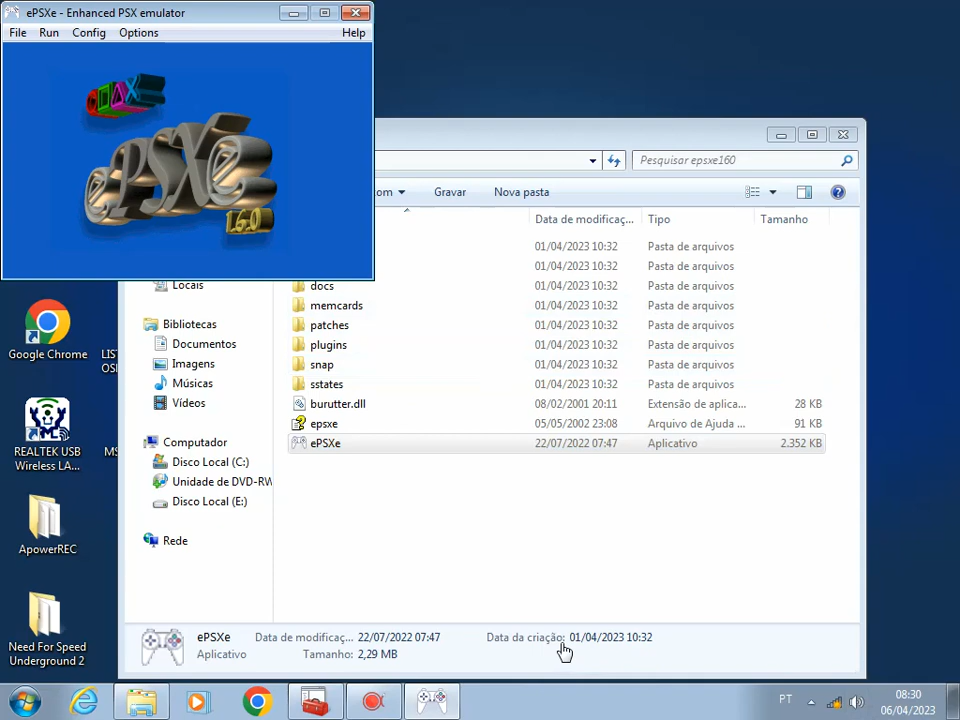 ePSXe - Enhanced PSX emulator
File Run Config Options Help
ePSXe
1.6.0
Pesquisar epsxe160
om Gravar Nova pasta
Data de modificaç... Tipo Tamanho
01/04/2023 10:32 Pasta de arquivos
01/04/2023 10:32 Pasta de arquivos
docs 01/04/2023 10:32 Pasta de arquivos
memcards 01/04/2023 10:32 Pasta de arquivos
patches 01/04/2023 10:32 Pasta de arquivos
plugins 01/04/2023 10:32 Pasta de arquivos
snap 01/04/2023 10:32 Pasta de arquivos
sstates 01/04/2023 10:32 Pasta de arquivos
burutter.dll 08/02/2001 20:11 Extensão de aplica... 28 KB
epsxe 05/05/2002 23:08 Arquivo de Ajuda ... 91 KB
ePSXe 22/07/2022 07:47 Aplicativo 2.352 KB
Locais
Bibliotecas
Documentos
Imagens
Músicas
Vídeos
Computador
Disco Local (C:)
Unidade de DVD-RW
Disco Local (E:)
Rede
ePSXe Data de modificaç... 22/07/2022 07:47 Data da criação: 01/04/2023 10:32
Aplicativo Tamanho: 2,29 MB
Google Chrome
REALTEK USB
Wireless LA...
ApowerREC
Need For Speed
Underground 2
PT
08:30
06/04/2023